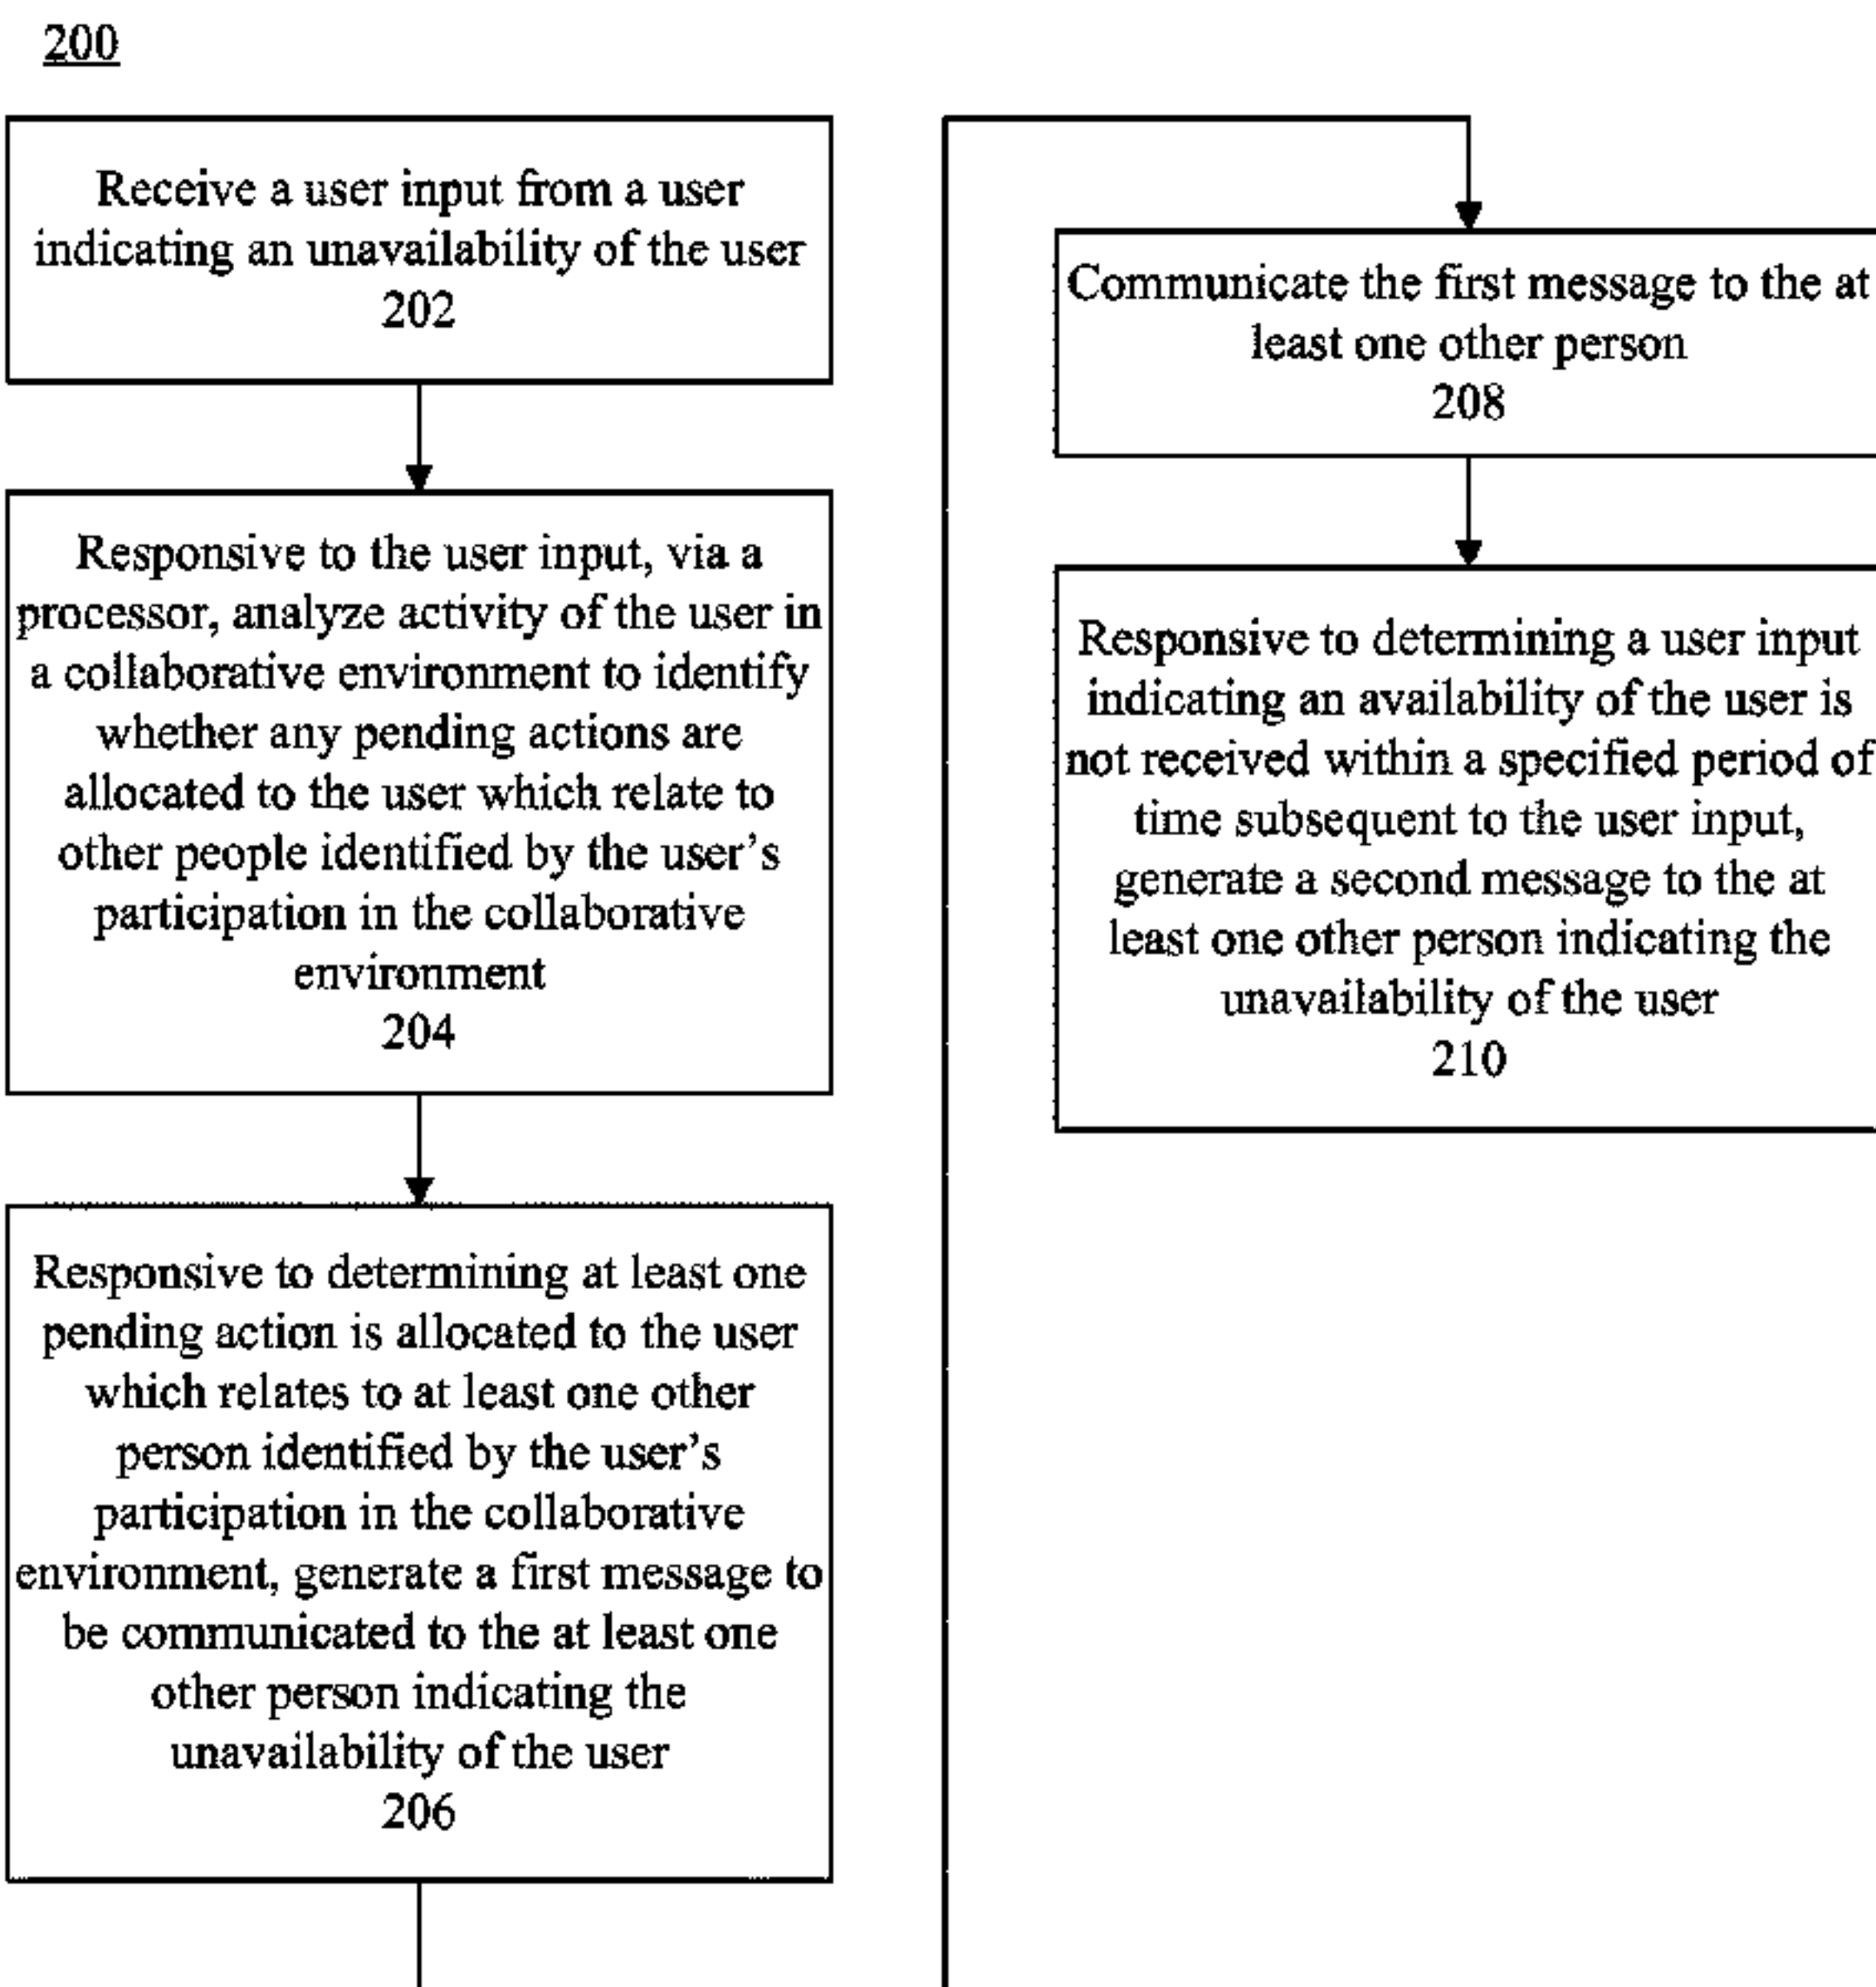 200
Receive a user input from a user
indicating an unavailability of the user
202
Responsive to the user input, via a
processor, analyze activity of the user in
a collaborative environment to identify
whether any pending actions are
allocated to the user which relate to
other people identified by the user's
participation in the collaborative
environment
204
Responsive to determining at least one
pending action is allocated to the user
which relates to at least one other
person identified by the user's
participation in the collaborative
environment, generate a first message to
be communicated to the at least one
other person indicating the
unavailability of the user
206
Communicate the first message to the at
least one other person
208
Responsive to determining a user input
indicating an availability of the user is
not received within a specified period of
time subsequent to the user input,
generate a second message to the at
least one other person indicating the
unavailability of the user
210